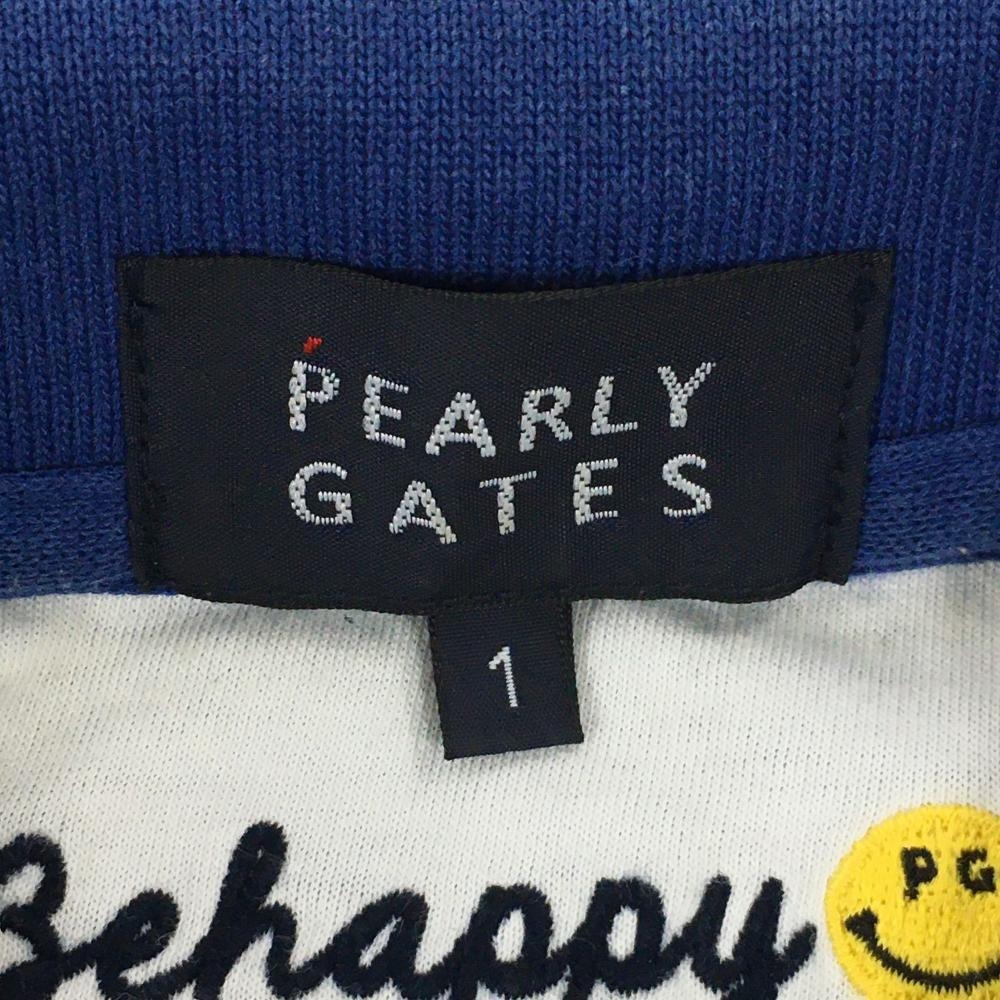 PEARLY
GATES
1
Behappy
PG